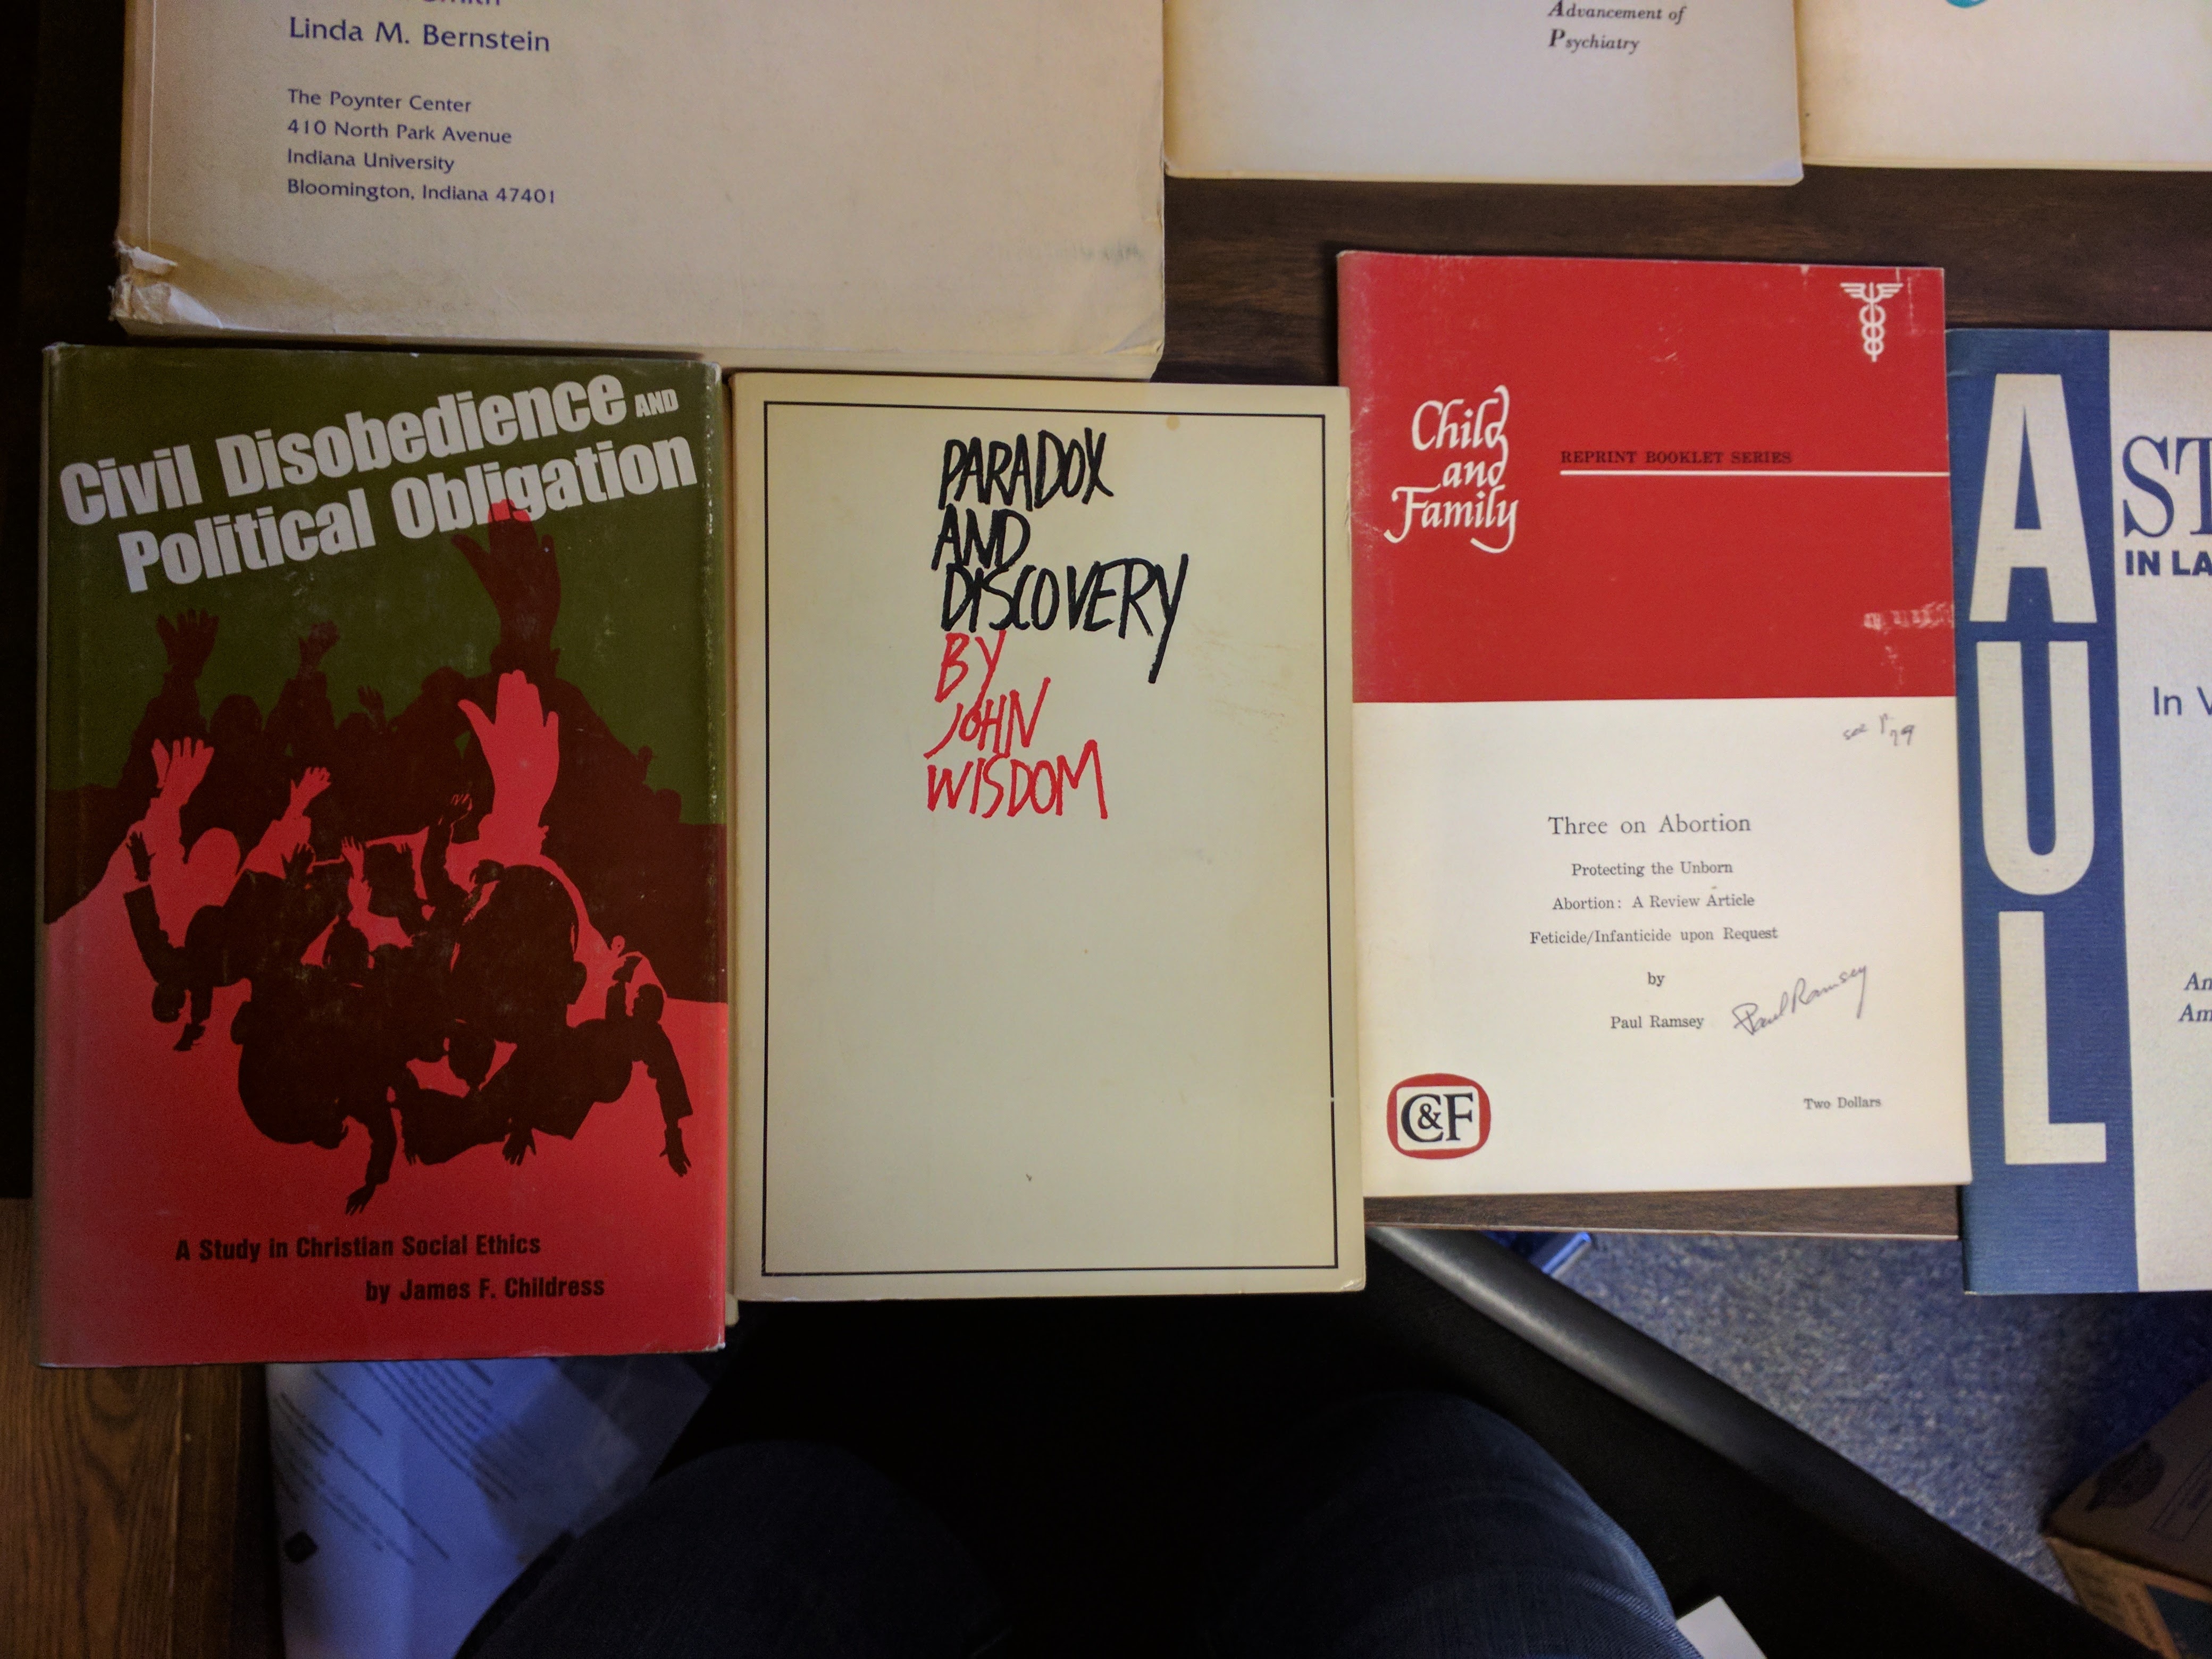 Linda M. Bernstein
The Poynter Center
410 North Park Avenue
Indiana University
Bloomington, Indiana 47401
Advancement of
Psychiatry
Civil Disobedience AND
Political Obligation
A Study in Christian Social Ethics
by James F. Childress
PARADOX
AND
DISCOVERY
BY
JOHN
WISDOM
Child
and
Family
REPRINT BOOKLET SERIES
see P 79
Three on Abortion
Protecting the Unborn
Abortion: A Review Article
Feticide/Infanticide upon Request
by
Paul Ramsey
Paul Ramsey
C&F
Two Dollars
AUL
ST
IN LA
In V
An
Am